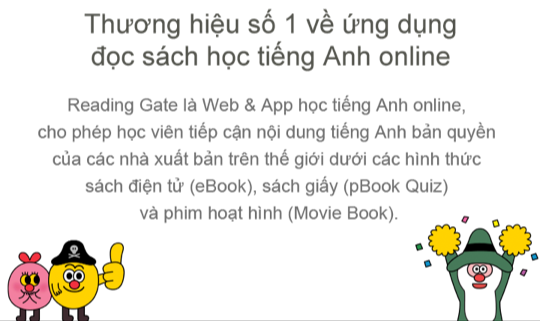 Thương hiệu số 1 về ứng dụng
đọc sách học tiếng Anh online
Reading Gate là Web & App học tiếng Anh online,
cho phép học viên tiếp cận nội dung tiếng Anh bản quyền
của các nhà xuất bản trên thế giới dưới các hình thức
sách điện tử (eBook), sách giấy (pBook Quiz)
và phim hoạt hình (Movie Book).